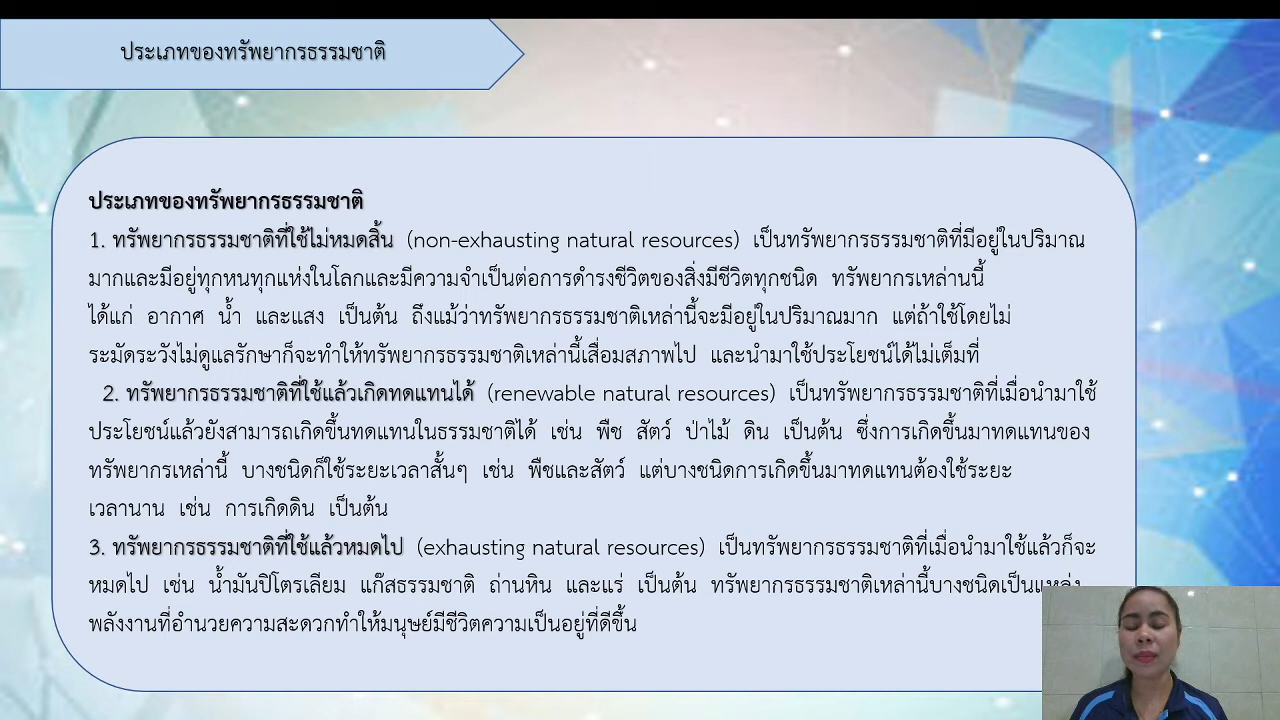 ประเภทของทรัพยากรธรรมชาติ
ประเภทของทรัพยากรธรรมชาติ
1. ทรัพยากรธรรมชาติที่ใช้ไม่หมดสิ้น (non-exhausting natural resources) เป็นทรัพยากรธรรมชาติที่มีอยู่ในปริมาณ
มากและมีอยู่ทุกหนทุกแห่งในโลกและมีความจำเป็นต่อการดำรงชีวิตของสิ่งมีชีวิตทุกชนิด ทรัพยากรเหล่านนี้
ได้แก่ อากาศ น้ำ และแสง เป็นต้น ถึงแม้ว่าทรัพยากรธรรมชาติเหล่านี้จะมีอยู่ในปริมาณมาก แต่ถ้าใช้โดยไม่
ระมัดระวังไม่ดูแลรักษาก็จะทำให้ทรัพยากรธรรมชาติเหล่านี้เสื่อมสภาพไป และนำมาใช้ประโยชน์ได้ไม่เต็มที่
2. ทรัพยากรธรรมชาติที่ใช้แล้วเกิดทดแทนได้ (renewable natural resources) เป็นทรัพยากรธรรมชาติที่เมื่อนำมาใช้
ประโยชน์แล้วยังสามารถเกิดขึ้นทดแทนในธรรมชาติได้ เช่น พืช สัตว์ ป่าไม้ ดิน เป็นต้น ซึ่งการเกิดขึ้นมาทดแทนของ
ทรัพยากรเหล่านี้ บางชนิดก็ใช้ระยะเวลาสั้นๆ เช่น พืชและสัตว์ แต่บางชนิดการเกิดขึ้นมาทดแทนต้องใช้ระยะ
เวลานาน เช่น การเกิดดิน เป็นต้น
3. ทรัพยากรธรรมชาติที่ใช้แล้วหมดไป (exhausting natural resources) เป็นทรัพยากรธรรมชาติที่เมื่อนำมาใช้แล้วก็จะ
หมดไป เช่น น้ำมันปิโตรเลียม แก๊สธรรมชาติ ถ่านหิน และแร่ เป็นต้น ทรัพยากรธรรมชาติเหล่านี้บางชนิดเป็นแหล่ง
พลังงานที่อำนวยความสะดวกทำให้มนุษย์มีชีวิตความเป็นอยู่ที่ดีขึ้น